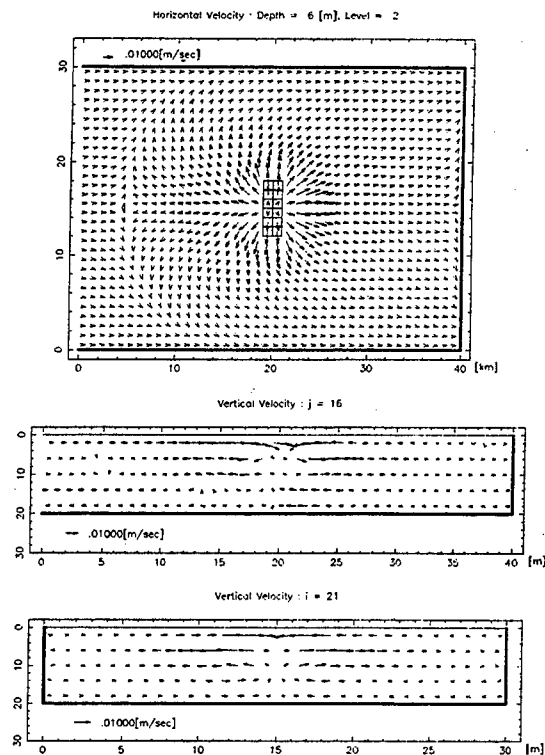 Horizontal Velocity : Depth = 6 [m], Level = 2
.01000[m/sec]
30
20
10
0
0 10 20 30 40 [km]
Vertical Velocity : j = 16
0
10
20
30
.01000[m/sec]
0 5 10 15 20 25 30 35 40 [m]
Vertical Velocity : i = 21
0
10
20
30
.01000[m/sec]
0 5 10 15 20 25 30 [m]